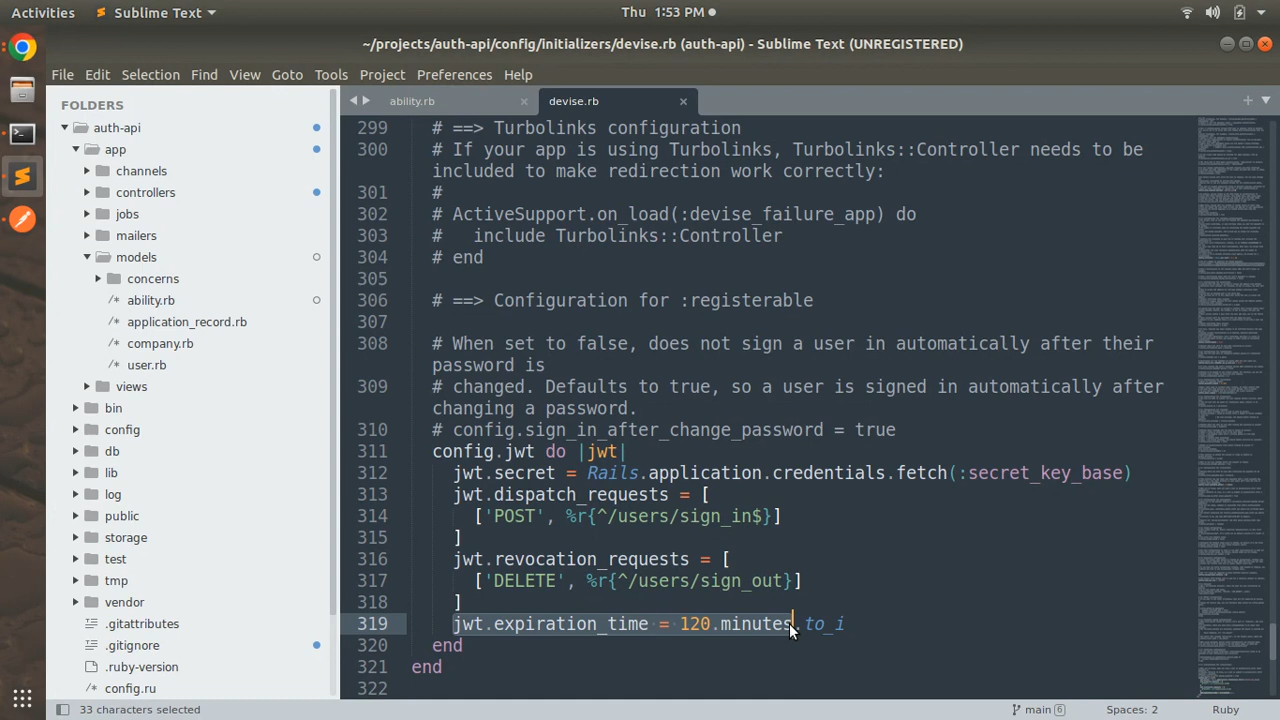 Activities
Sublime Text
Thu 1:53 PM
~/projects/auth-api/config/initializers/devise.rb (auth-api) - Sublime Text (UNREGISTERED)
File Edit Selection Find View Goto Tools Project Preferences Help
FOLDERS
auth-api
app
channels
controllers
jobs
mailers
models
concerns
/* ability.rb
/* application_record.rb
/* company.rb
/* user.rb
views
bin
config
db
lib
log
public
storage
test
tmp
vendor
.gitattributes
.gitignore
.ruby-version
config.ru
ability.rb
devise.rb
299 # ==> Turbolinks configuration
300 # If your app is using Turbolinks, Turbolinks::Controller needs to be
included to make redirection work correctly:
301 #
302 # ActiveSupport.on_load(:devise_failure_app) do
303 #   include Turbolinks::Controller
304 # end
305
306 # ==> Configuration for :registerable
307
308 # When set to false, does not sign a user in automatically after their
password is
309 # changed. Defaults to true, so a user is signed in automatically after
changing a password.
310 # config.sign_in_after_change_password = true
311 config.jwt do |jwt|
312 jwt.secret = Rails.application.credentials.fetch(:secret_key_base)
313 jwt.dispatch_requests = [
314 ['POST', %r{^/users/sign_in$}]
315 ]
316 jwt.revocation_requests = [
317 ['DELETE', %r{^/users/sign_out}]
318 ]
319 jwt.expiration_time = 120.minutes.to_i
320 end
321 end
322
33 characters selected
main 6
Spaces: 2
Ruby